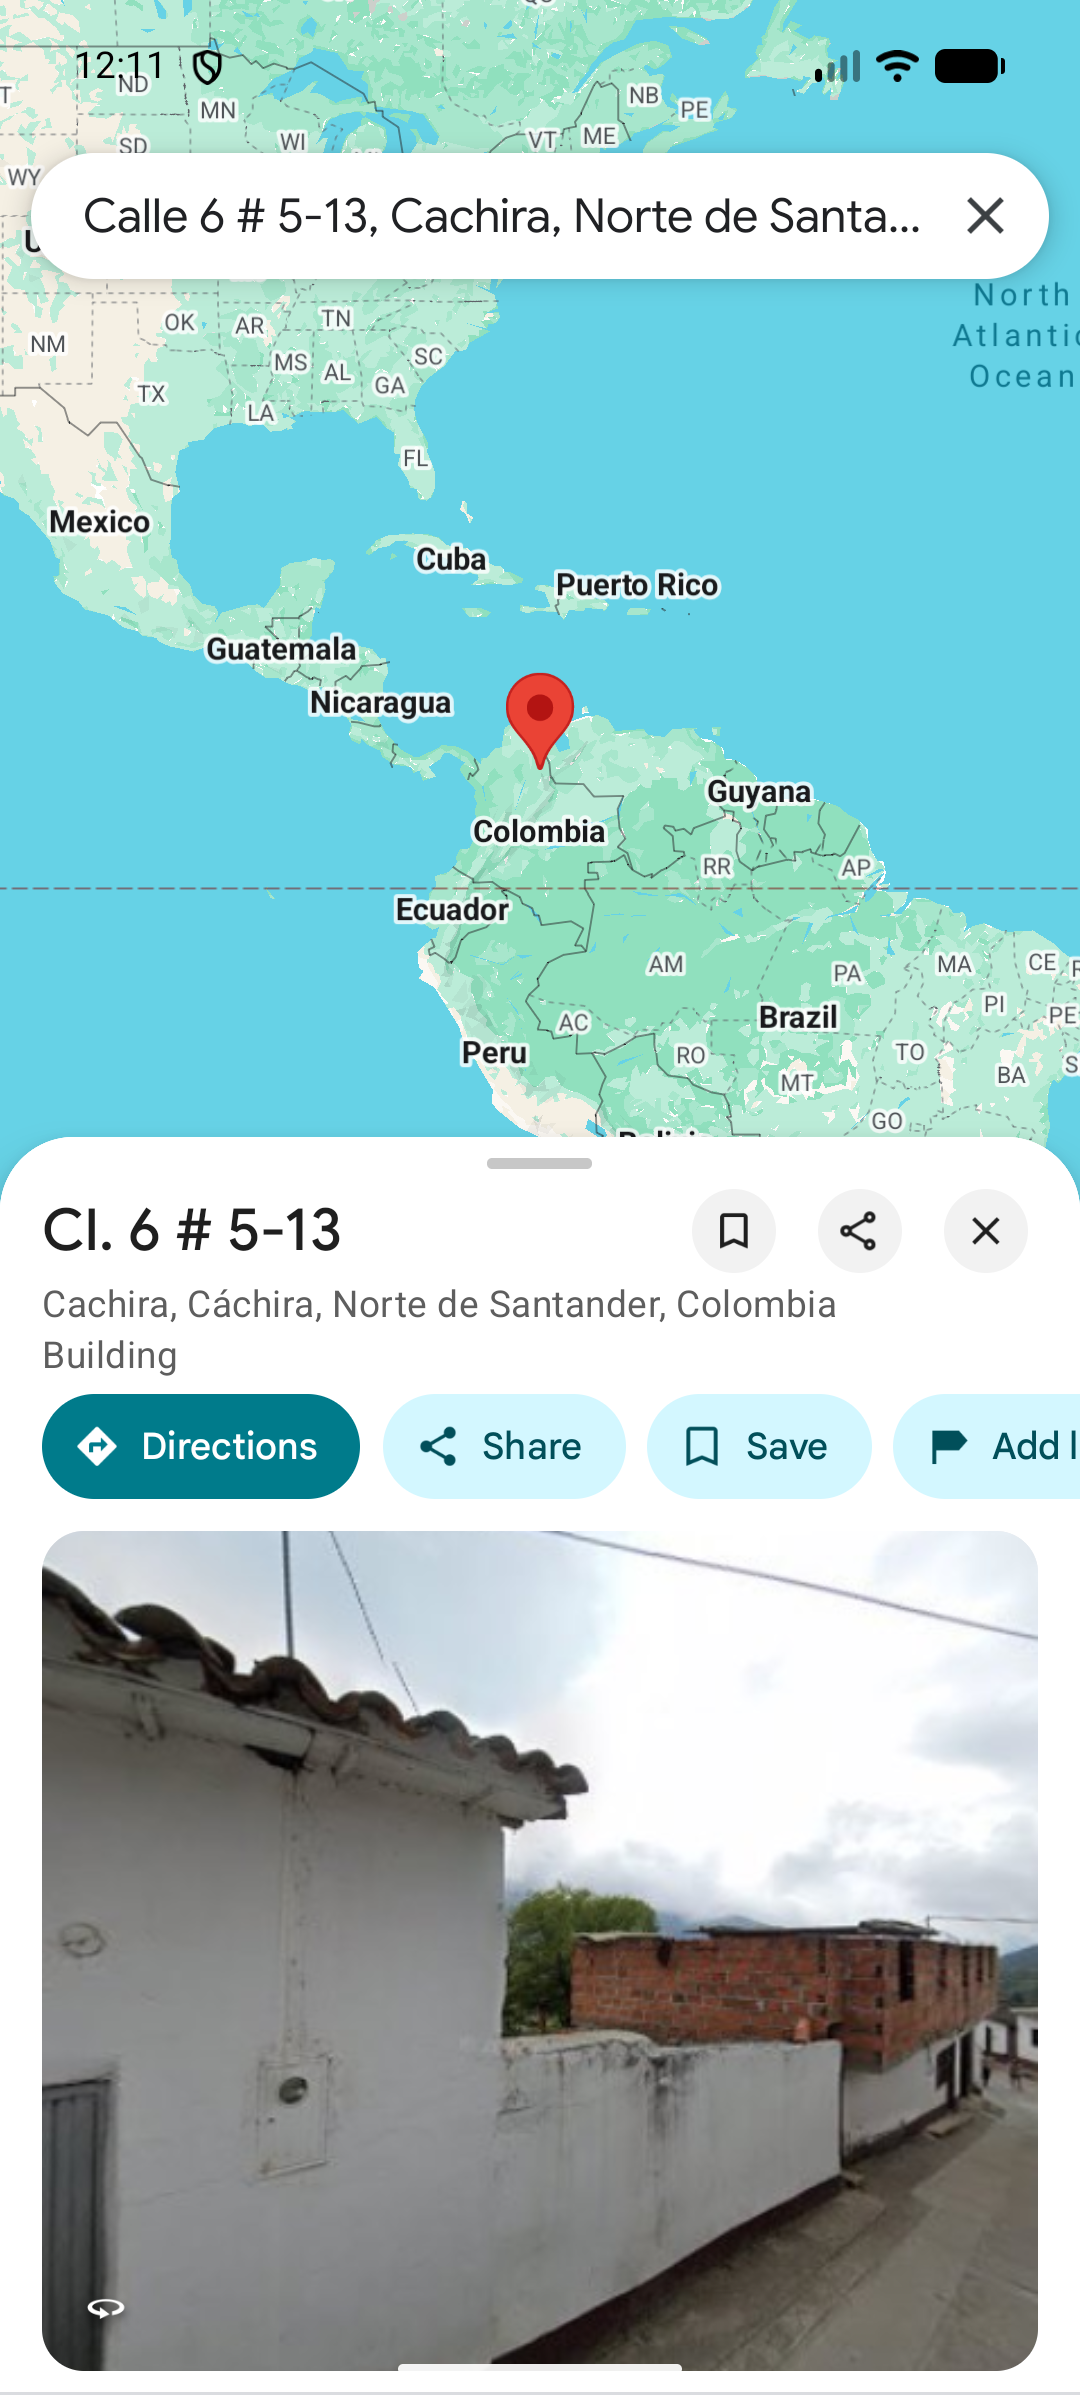 12:11
ND
MN
NB
PE
VT
ME
WI
SD
WY
Calle 6 # 5-13, Cachira, Norte de Santa...
North
Atlantic
Ocean
OK
AR
TN
NM
MS
AL
SC
GA
TX
LA
FL
Mexico
Cuba
Puerto Rico
Guatemala
Nicaragua
Guyana
Colombia
RR
AP
Ecuador
AM
PA
MA
CE
PI
PE
Brazil
AC
TO
Peru
RO
MT
BA
GO
Cl. 6 # 5-13
Cachira, Cáchira, Norte de Santander, Colombia
Building
Directions
Share
Save
Add l